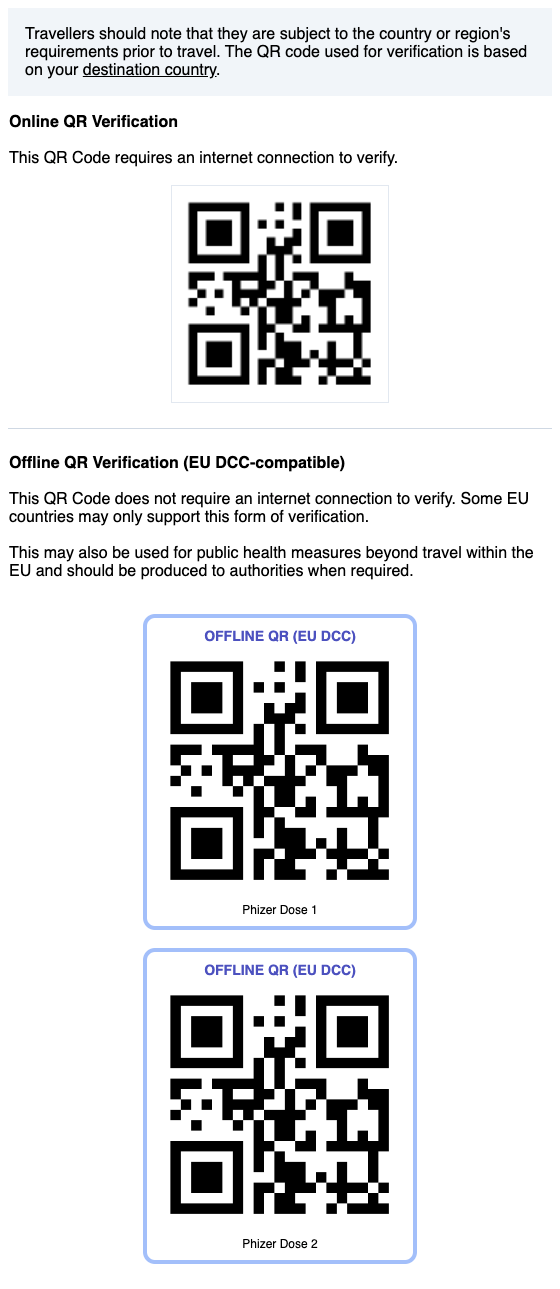 Travellers should note that they are subject to the country or region's
requirements prior to travel. The QR code used for verification is based
on your destination country.
Online QR Verification
This QR Code requires an internet connection to verify.
Offline QR Verification (EU DCC-compatible)
This QR Code does not require an internet connection to verify. Some EU
countries may only support this form of verification.
This may also be used for public health measures beyond travel within the
EU and should be produced to authorities when required.
OFFLINE QR (EU DCC)
Phizer Dose 1
OFFLINE QR (EU DCC)
Phizer Dose 2